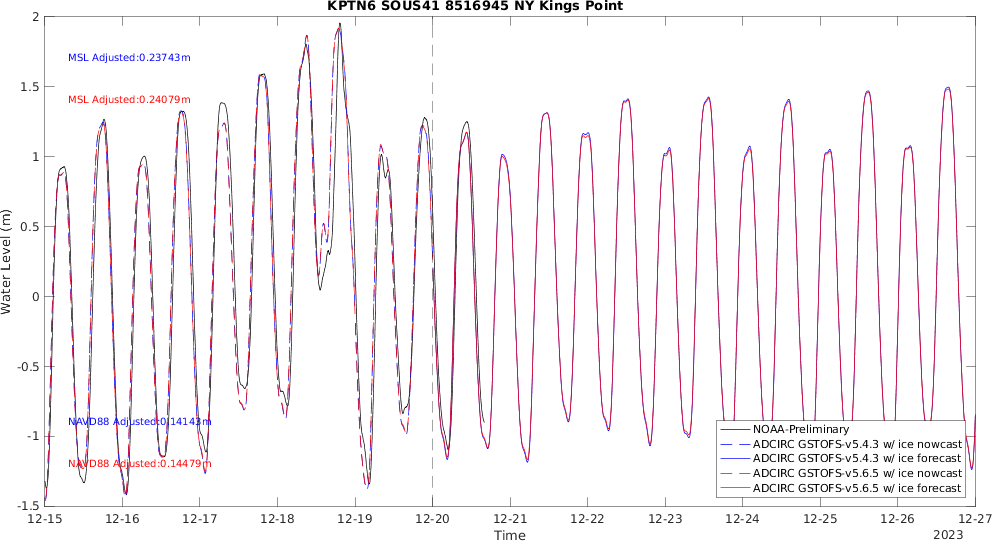 KPTN6 SOUS41 8516945 NY Kings Point
Water Level (m)
2
1.5
1
0.5
0
-0.5
-1
-1.5
MSL Adjusted:0.23743m
MSL Adjusted:0.24079m
NAVD88 Adjusted:0.14143m
NAVD88 Adjusted:0.14479m
NOAA-Preliminary
ADCIRC GSTOFS-v5.4.3 w/ ice nowcast
ADCIRC GSTOFS-v5.4.3 w/ ice forecast
ADCIRC GSTOFS-v5.6.5 w/ ice nowcast
ADCIRC GSTOFS-v5.6.5 w/ ice forecast
12-15 12-16 12-17 12-18 12-19 12-20 12-21 12-22 12-23 12-24 12-25 12-26 12-27
Time
2023